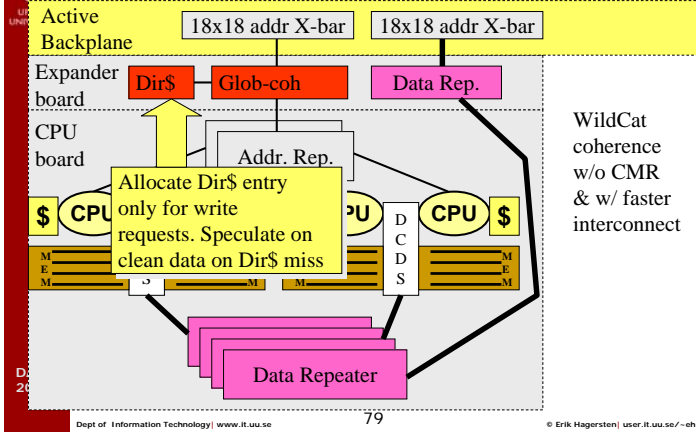 Active
Backplane
18x18 addr X-bar
18x18 addr X-bar
Expander
board
Dir$
Glob-coh
Data Rep.
CPU
board
Addr. Rep.
WildCat
coherence
w/o CMR
& w/ faster
interconnect
Allocate Dir$ entry
only for write
requests. Speculate on
clean data on Dir$ miss
$
CPU
CPU
$
D
C
D
S
M
E
M
M
S
M
M
E
M
Data Repeater
Dept of Information Technology| www.it.uu.se
79
© Erik Hagersten| user.it.uu.se/~eh